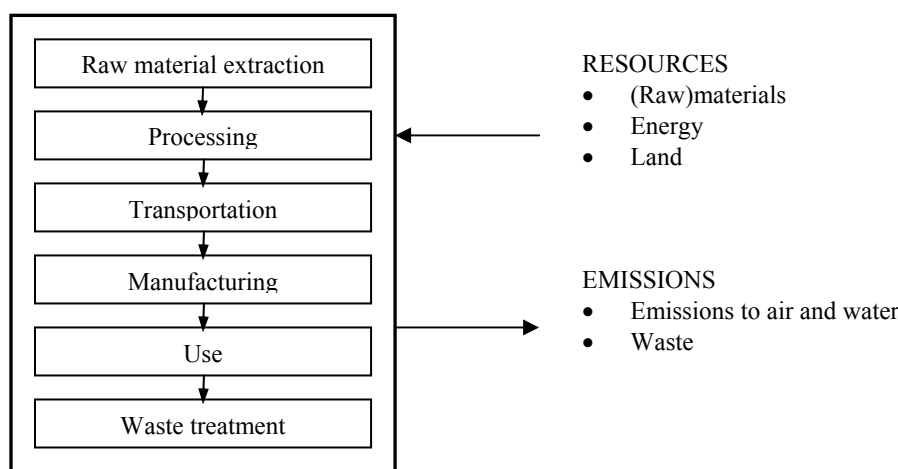 Raw material extraction
Processing
Transportation
Manufacturing
Use
Waste treatment
RESOURCES
• (Raw)materials
• Energy
• Land
EMISSIONS
• Emissions to air and water
• Waste